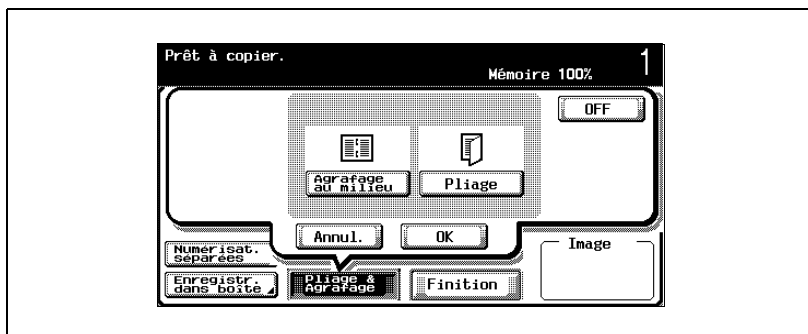 Prêt à copier.
Mémoire 100%
1
OFF
Agrafage
au milieu
Pliage
Annul.
OK
Numérisat.
séparées
Image
Enregistr.
dans boîte
Pliage &
Agrafage
Finition